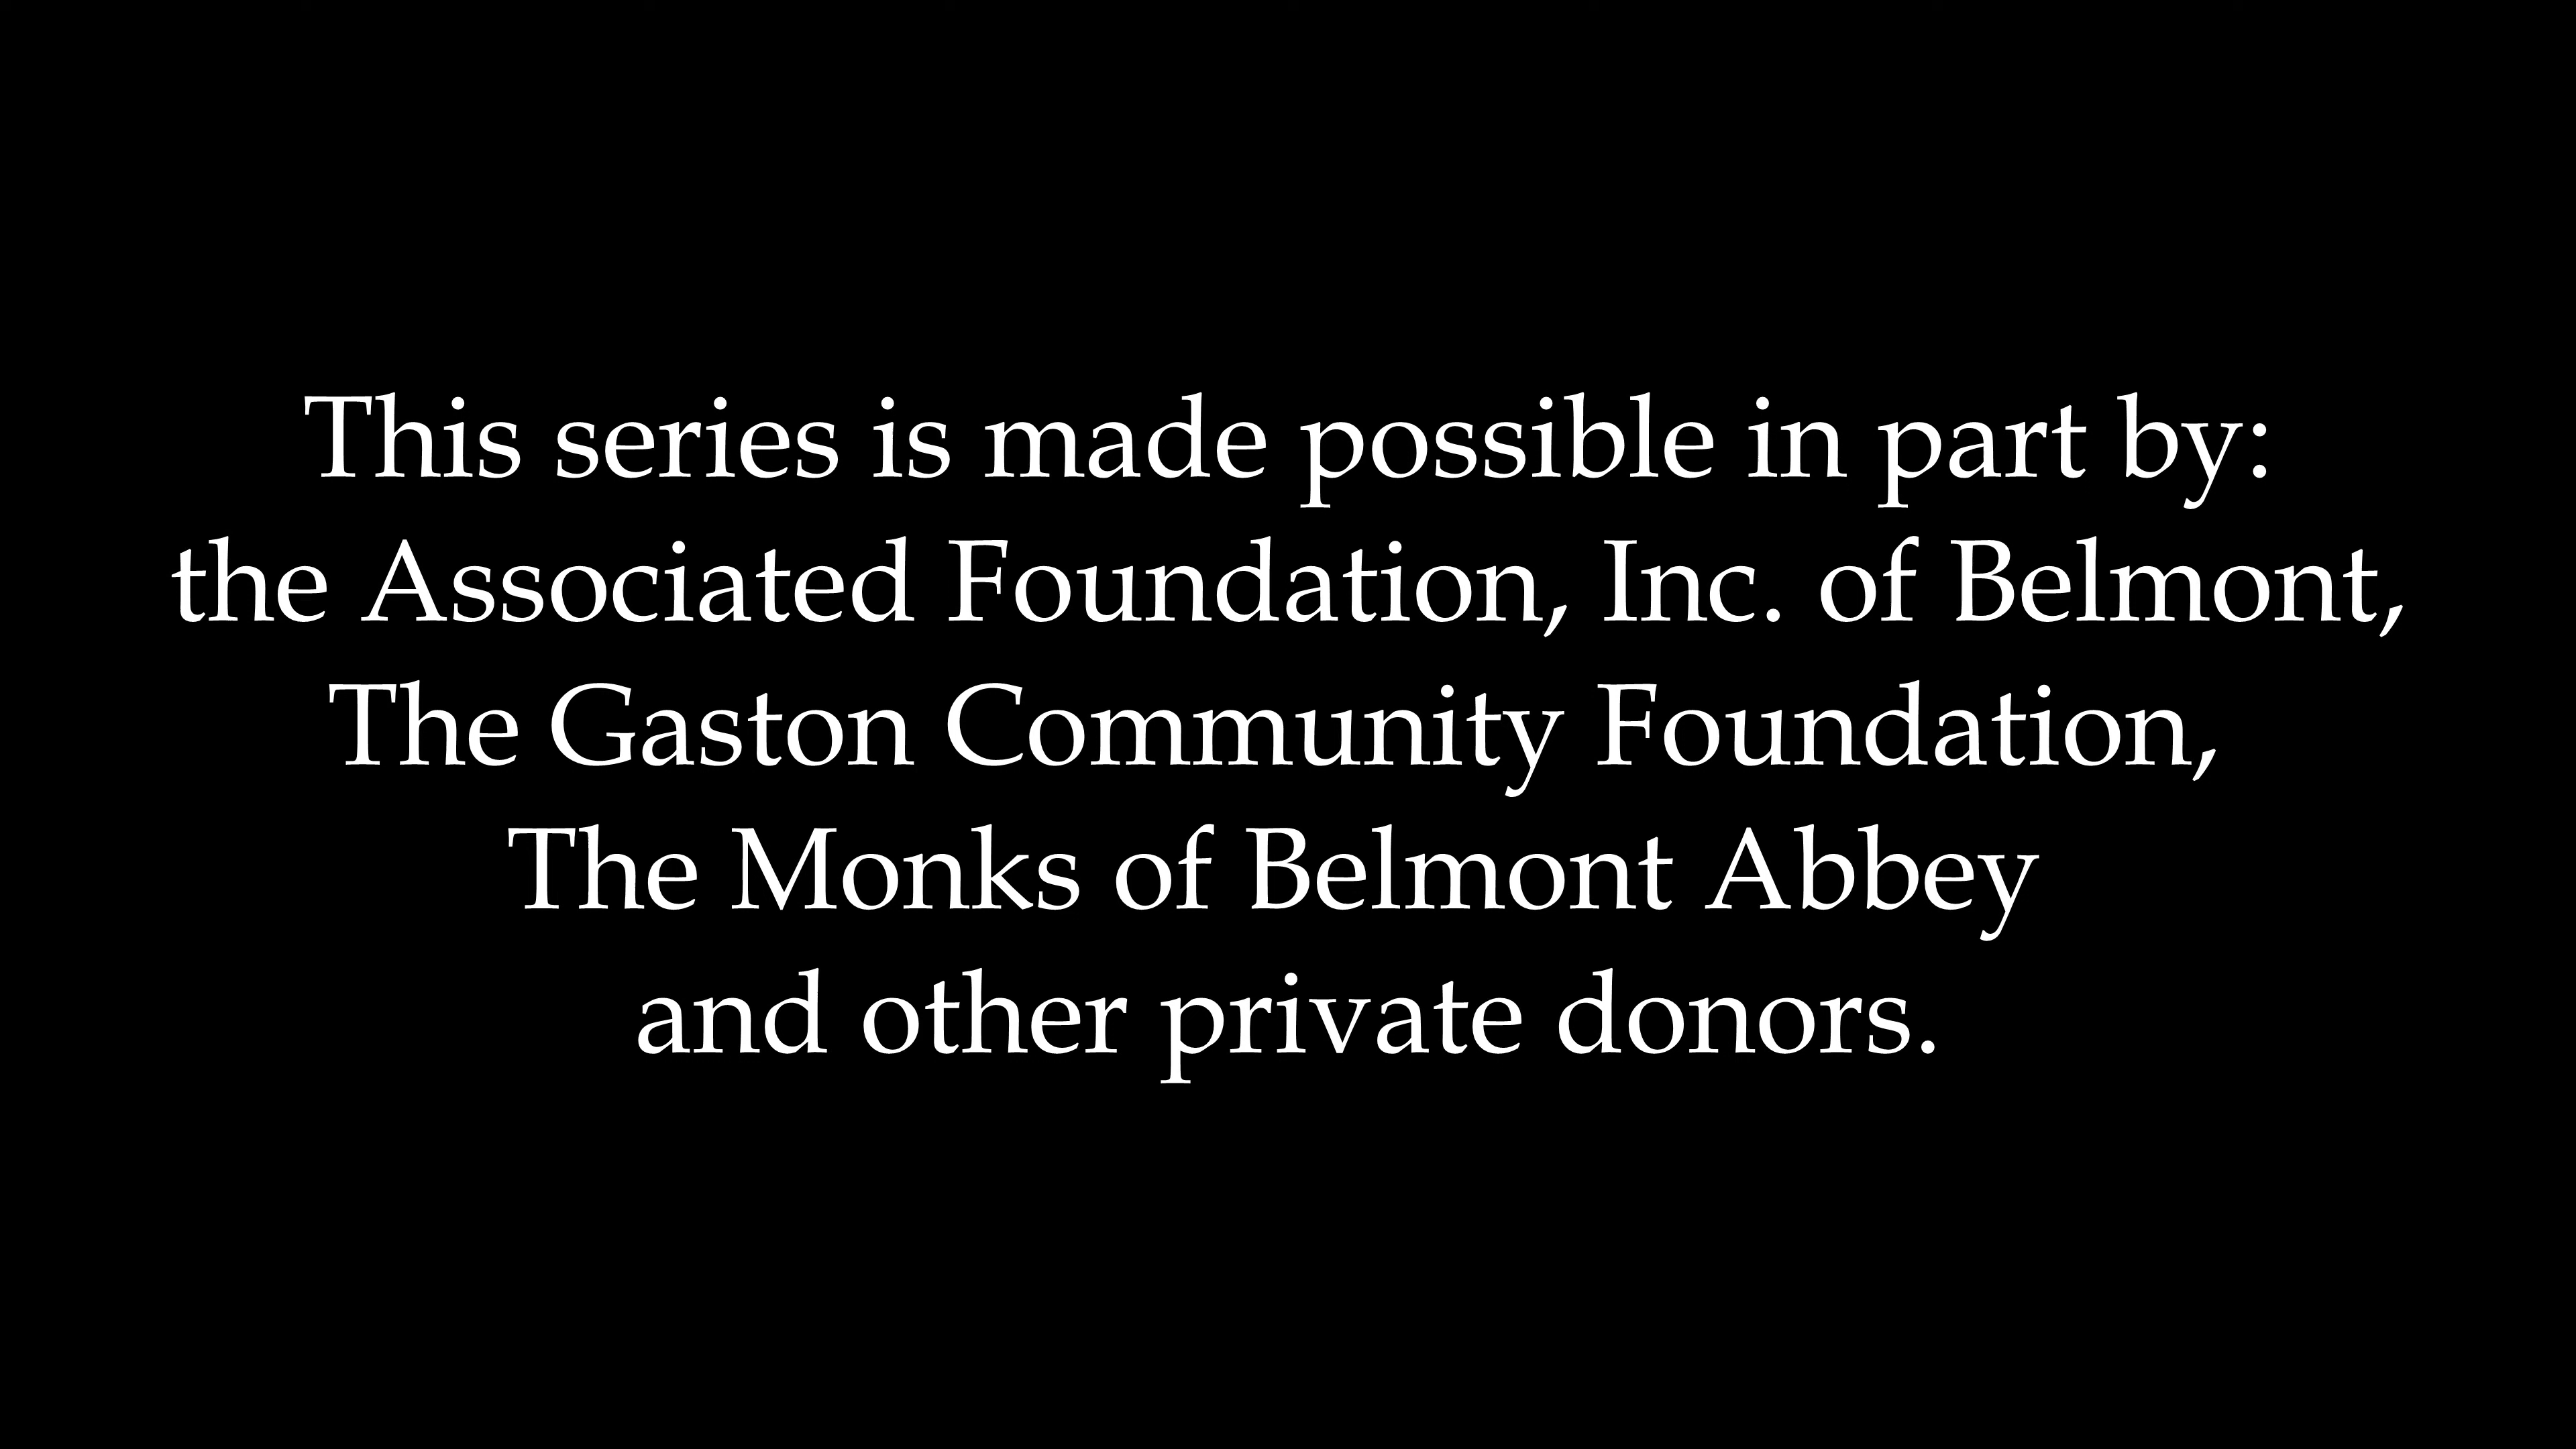 This series is made possible in part by:
the Associated Foundation, Inc. of Belmont,
The Gaston Community Foundation,
The Monks of Belmont Abbey
and other private donors.